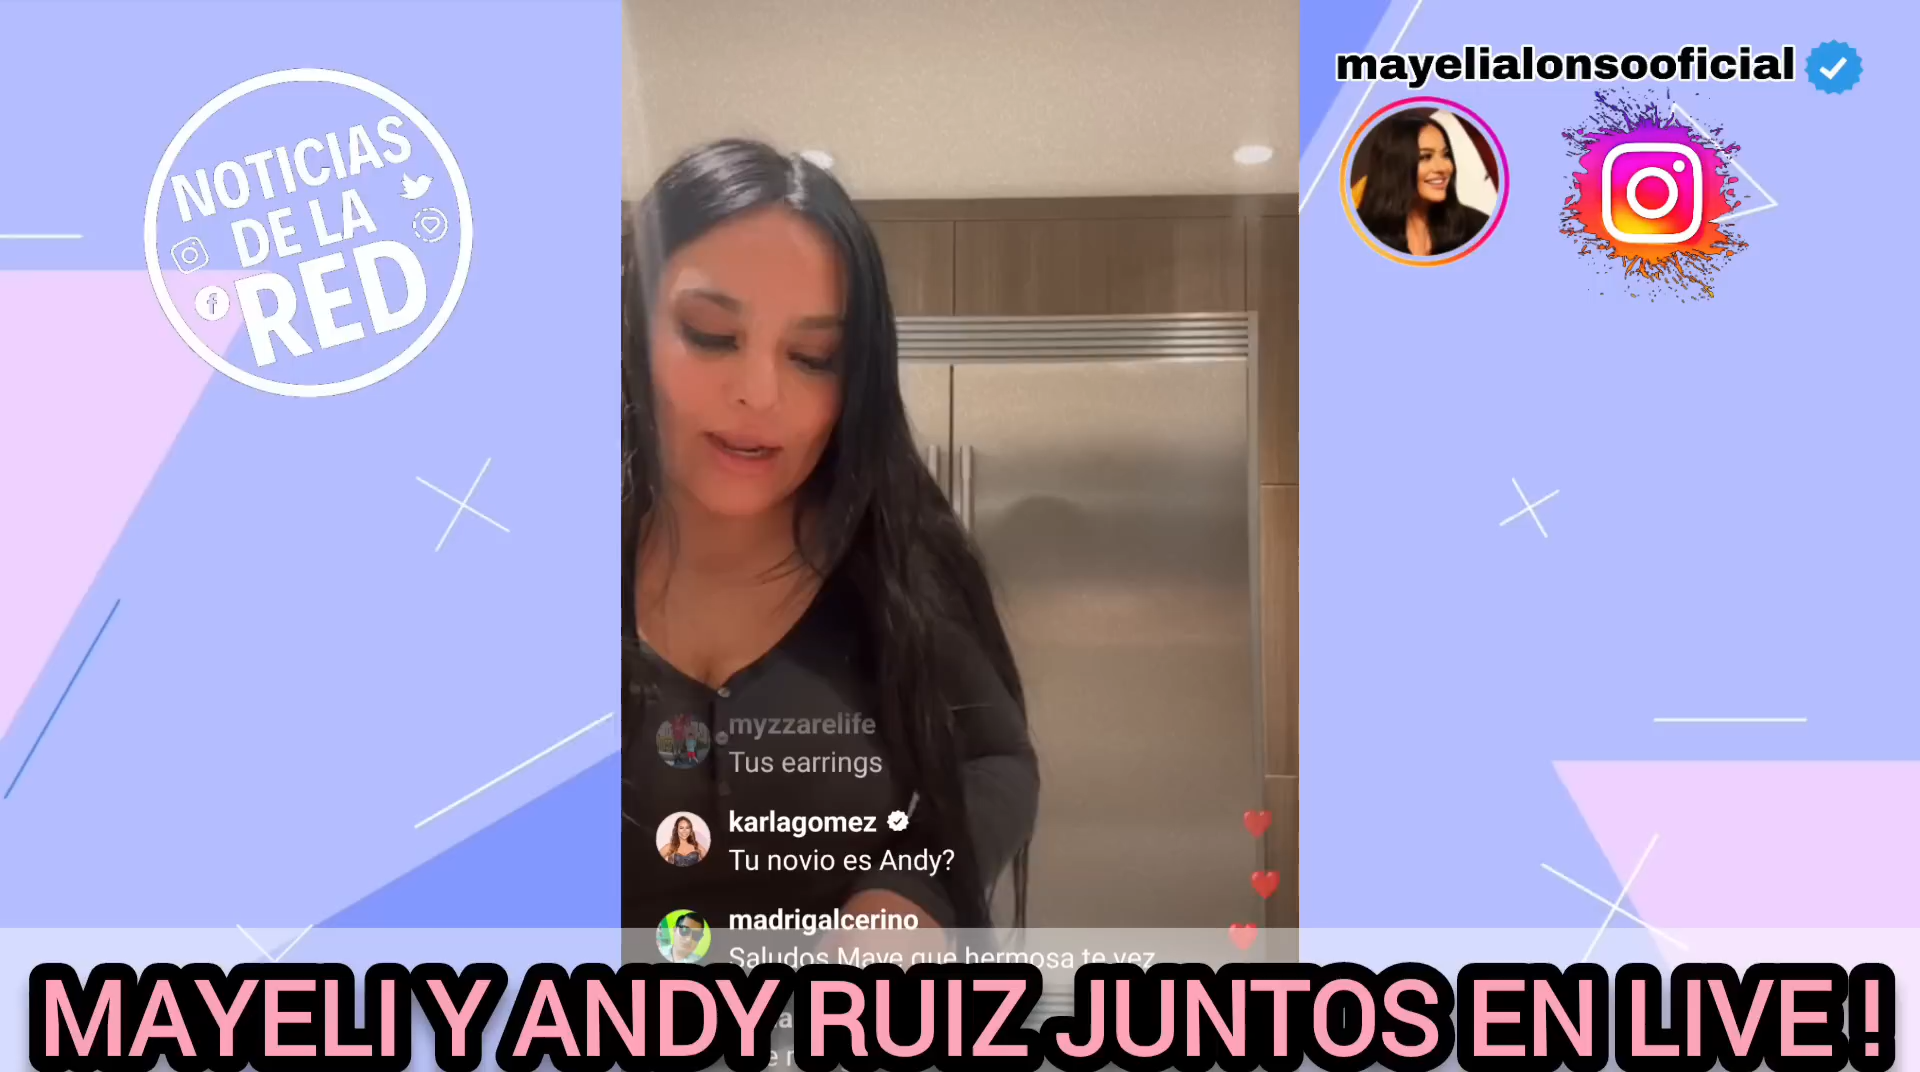 NOTICIAS
DE LA
RED
mayelialonsooficial
myzzarelife
Tus earrings
karlagomez
Tu novio es Andy?
madrigalcerino
Saludos Maye que hermosa te vez
MAYELI Y ANDY RUIZ JUNTOS EN LIVE !